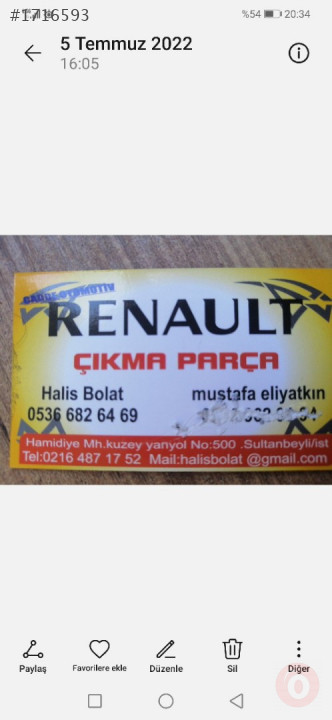 #1716593
%54 20:34
5 Temmuz 2022
16:05
CADDE OTOMOTİV
RENAULT
ÇIKMA PARÇA
Halis Bolat mustafa eliyatkın
0536 682 64 69
Hamidiye Mh.kuzey yanyol No:500 .Sultanbeyli/ist
Tel:0216 487 17 52 Mail:halisbolat @gmail.com
Paylaş Favorilere ekle Düzenle Sil Diğer